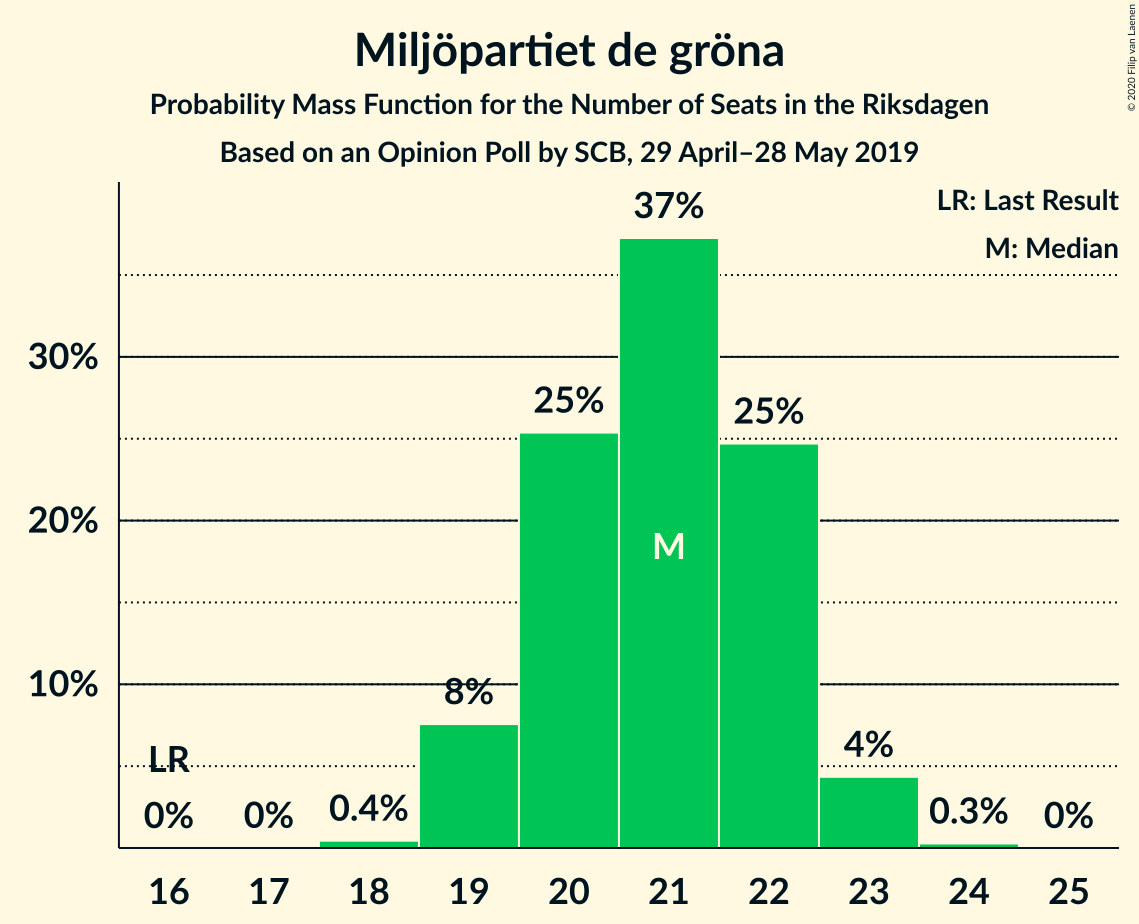 Miljöpartiet de gröna
Probability Mass Function for the Number of Seats in the Riksdagen
Based on an Opinion Poll by SCB, 29 April–28 May 2019
© 2020 Filip van Laenen
LR: Last Result
M: Median
37%
30%
25%
25%
20%
M
10%
8%
4%
LR
0%
0%
0.4%
0.3%
0%
16 17 18 19 20 21 22 23 24 25